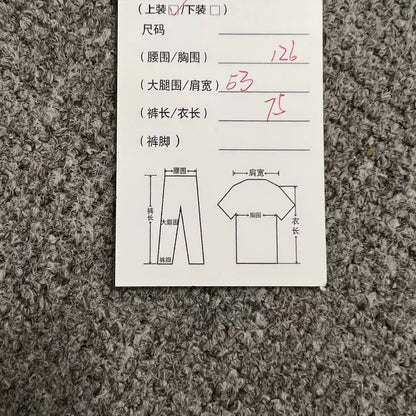 (上装☑/下装□)
尺码
(腰围/胸围) 126
(大腿围/肩宽) 53
(裤长/衣长) 75
(裤脚)
腰围 肩宽
裤长 大腿围 胸围 衣长
裤脚